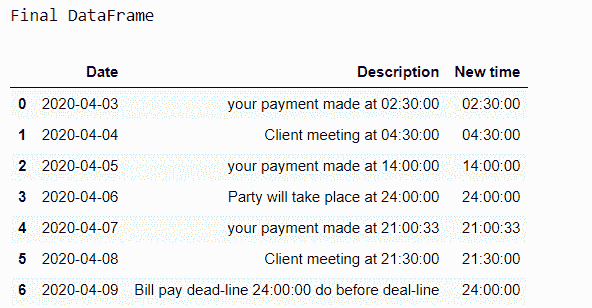 Final DataFrame
Date Description New time
0 2020-04-03 your payment made at 02:30:00 02:30:00
1 2020-04-04 Client meeting at 04:30:00 04:30:00
2 2020-04-05 your payment made at 14:00:00 14:00:00
3 2020-04-06 Party will take place at 24:00:00 24:00:00
4 2020-04-07 your payment made at 21:00:33 21:00:33
5 2020-04-08 Client meeting at 21:30:00 21:30:00
6 2020-04-09 Bill pay dead-line 24:00:00 do before deal-line 24:00:00